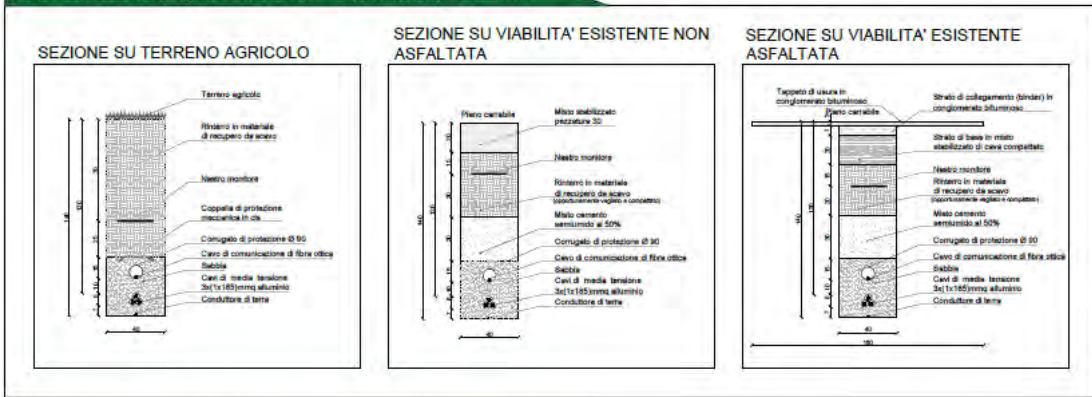 SEZIONE SU TERRENO AGRICOLO
Terreno agricolo
Rinterro in materiale
di recupero da scavo
Nastro monitore
Coppella di protezione
meccanica in cls
Corrugato di protezione Ø 90
Cavo di comunicazione di fibra ottica
Sabbia
Cavi di media tensione
3x(1x185)mmq alluminio
Conduttore di terra
40
SEZIONE SU VIABILITA' ESISTENTE NON
ASFALTATA
Piano carrabile
Misto stabilizzato
pezzatura 30
Nastro monitore
Rinterro in materiale
di recupero da scavo
(opportunamente vagliato e compattato)
Misto cemento
semiumido al 50%
Corrugato di protezione Ø 90
Cavo di comunicazione di fibra ottica
Sabbia
Cavi di media tensione
3x(1x185)mmq alluminio
Conduttore di terra
40
SEZIONE SU VIABILITA' ESISTENTE
ASFALTATA
Tappeto di usura in
conglomerato bituminoso
Strato di collegamento (binder) in
conglomerato bituminoso
Piano carrabile
Strato di base in misto
stabilizzato di cava compattato
Nastro monitore
Rinterro in materiale
di recupero da scavo
(opportunamente vagliato e compattato)
Misto cemento
semiumido al 50%
Corrugato di protezione Ø 90
Cavo di comunicazione di fibra ottica
Sabbia
Cavi di media tensione
3x(1x185)mmq alluminio
Conduttore di terra
40